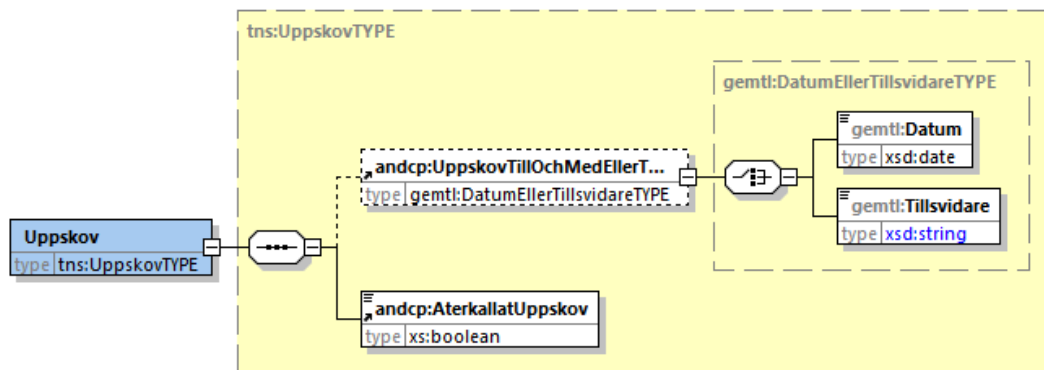 tns:UppskovTYPE
gemtl:DatumEllerTillsvidareTYPE
gemtl:Datum
type xsd:date
andcp:UppskovTillOchMedEllerT...
type gemtl:DatumEllerTillsvidareTYPE
gemtl:Tillsvidare
type xsd:string
Uppskov
type tns:UppskovTYPE
andcp:AterkallatUppskov
type xs:boolean